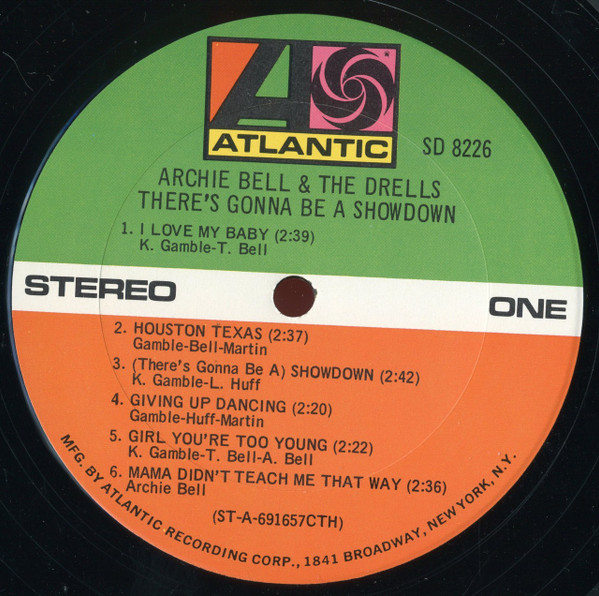 ATLANTIC
SD 8226
ARCHIE BELL & THE DRELLS
THERE'S GONNA BE A SHOWDOWN
1. I LOVE MY BABY (2:39)
K. Gamble-T. Bell
STEREO
ONE
2. HOUSTON TEXAS (2:37)
Gamble-Bell-Martin
3. (There's Gonna Be A) SHOWDOWN (2:42)
K. Gamble-L. Huff
4. GIVING UP DANCING (2:20)
Gamble-Huff-Martin
5. GIRL YOU'RE TOO YOUNG (2:22)
K. Gamble-T. Bell-A. Bell
6. MAMA DIDN'T TEACH ME THAT WAY (2:36)
Archie Bell
(ST-A-691657CTH)
MFG. BY ATLANTIC RECORDING CORP., 1841 BROADWAY, NEW YORK, N.Y.